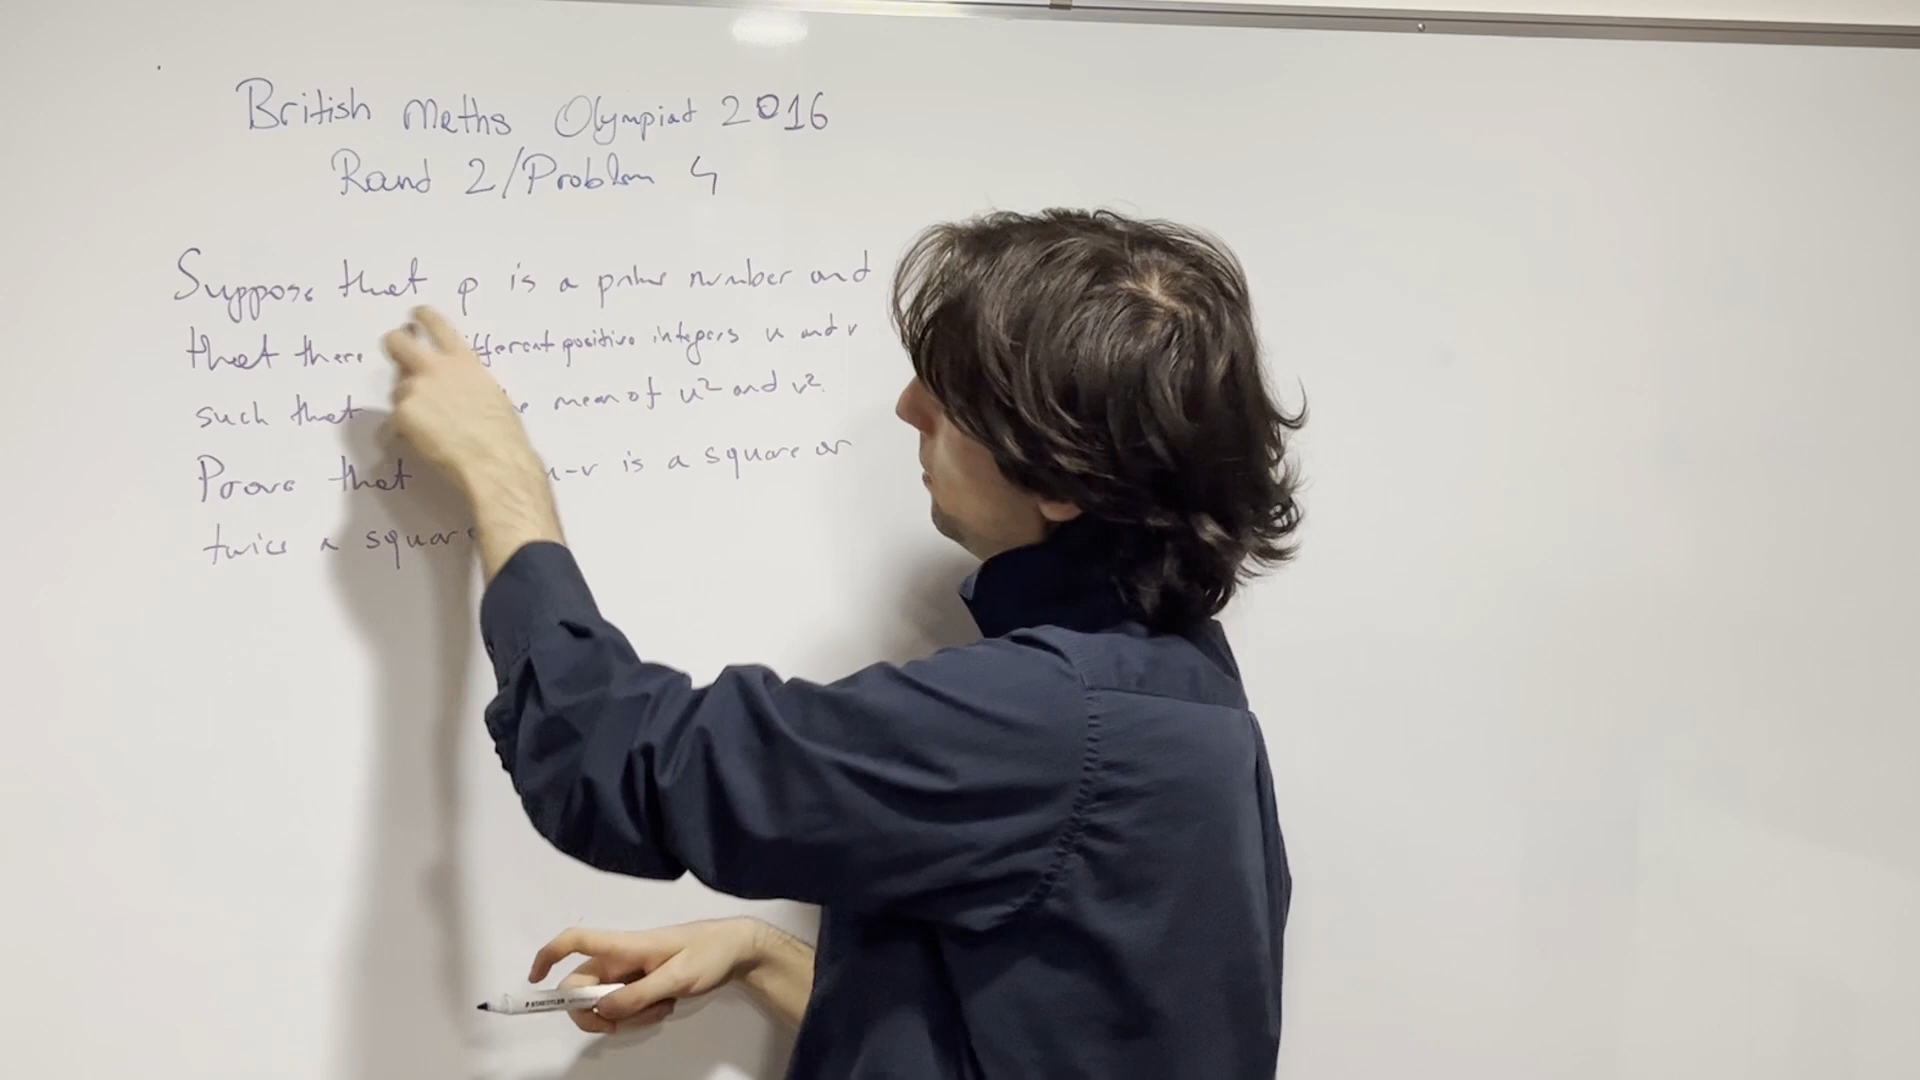 British Maths Olympiad 2016
Round 2/Problem 4
Suppose that p is a prime number and
that there different positive integers u and v
such that mean of u² and v².
Prove that u-v is a square or
twice a square
STAEDTLER